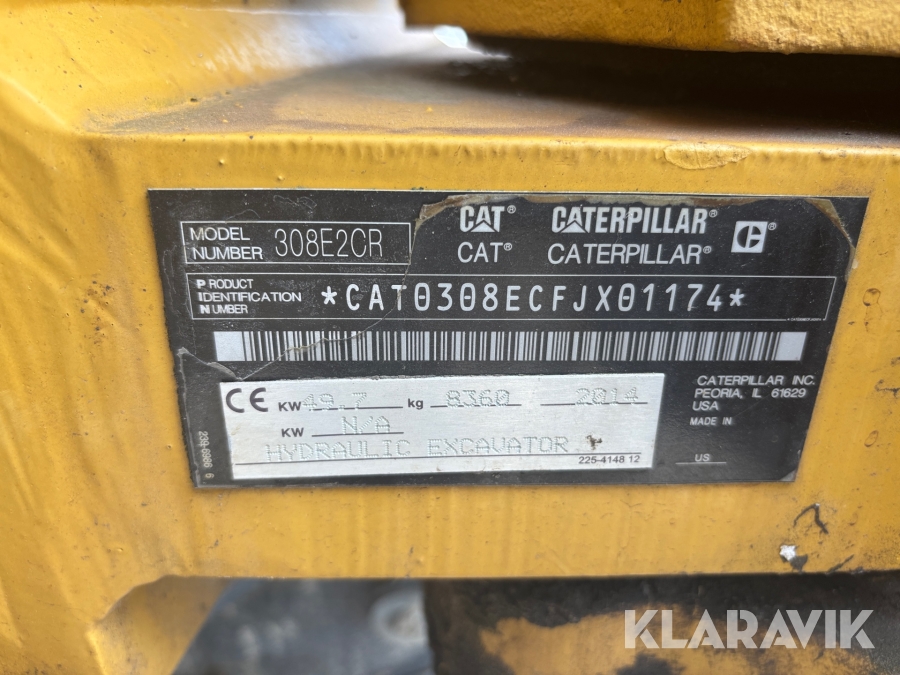 MODEL NUMBER 308E2CR
CAT® CATERPILLAR® C
CAT® CATERPILLAR®
PRODUCT IDENTIFICATION NUMBER *CAT0308ECFJX01174*
CE KW 49.7 kg 8360 2014
KW N/A
HYDRAULIC EXCAVATOR
225-4148 12
CATERPILLAR INC.
PEORIA, IL 61629
USA
MADE IN
US
KLARAVIK